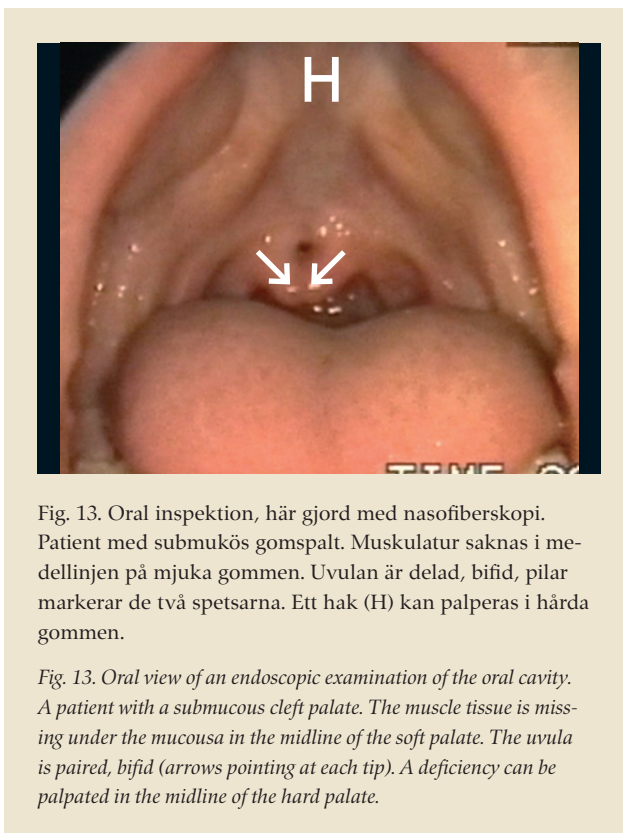 H
Fig. 13. Oral inspektion, här gjord med nasofiberskopi.
Patient med submukös gomspalt. Muskulatur saknas i me-
dellinjen på mjuka gommen. Uvulan är delad, bifid, pilar
markerar de två spetsarna. Ett hak (H) kan palperas i hårda
gommen.
Fig. 13. Oral view of an endoscopic examination of the oral cavity.
A patient with a submucous cleft palate. The muscle tissue is miss-
ing under the mucousa in the midline of the soft palate. The uvula
is paired, bifid (arrows pointing at each tip). A deficiency can be
palpated in the midline of the hard palate.